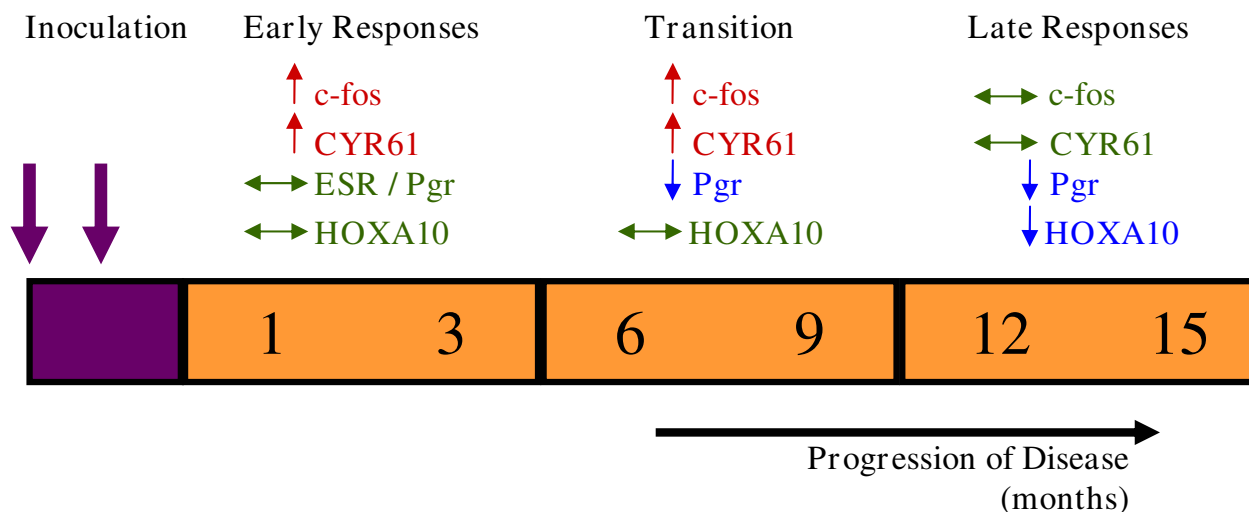 Inoculation
Early Responses
Transition
Late Responses
c-fos
CYR61
ESR / Pgr
HOXA10
c-fos
CYR61
Pgr
HOXA10
c-fos
CYR61
Pgr
HOXA10
1 3 6 9 12 15
Progression of Disease
(months)